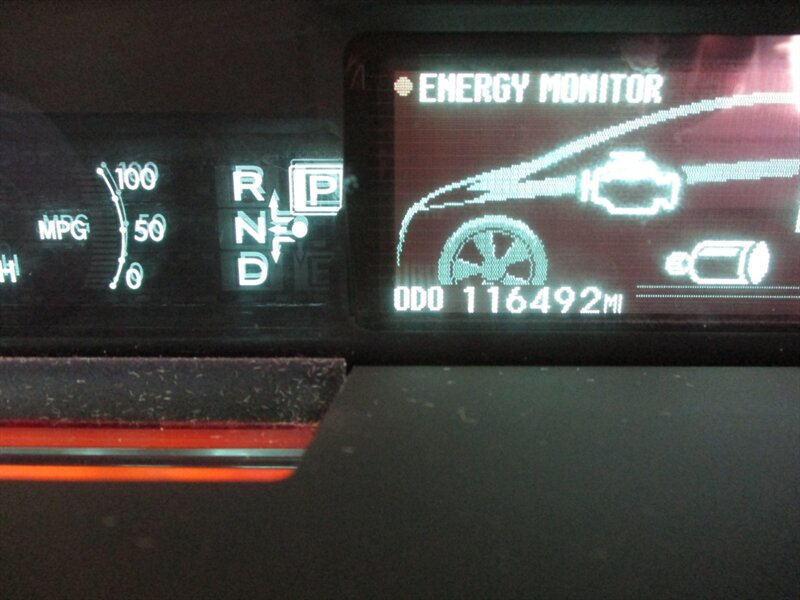 ENERGY MONITOR
100
R P
MPG 50
N
H
D
0
ODO 116492MI